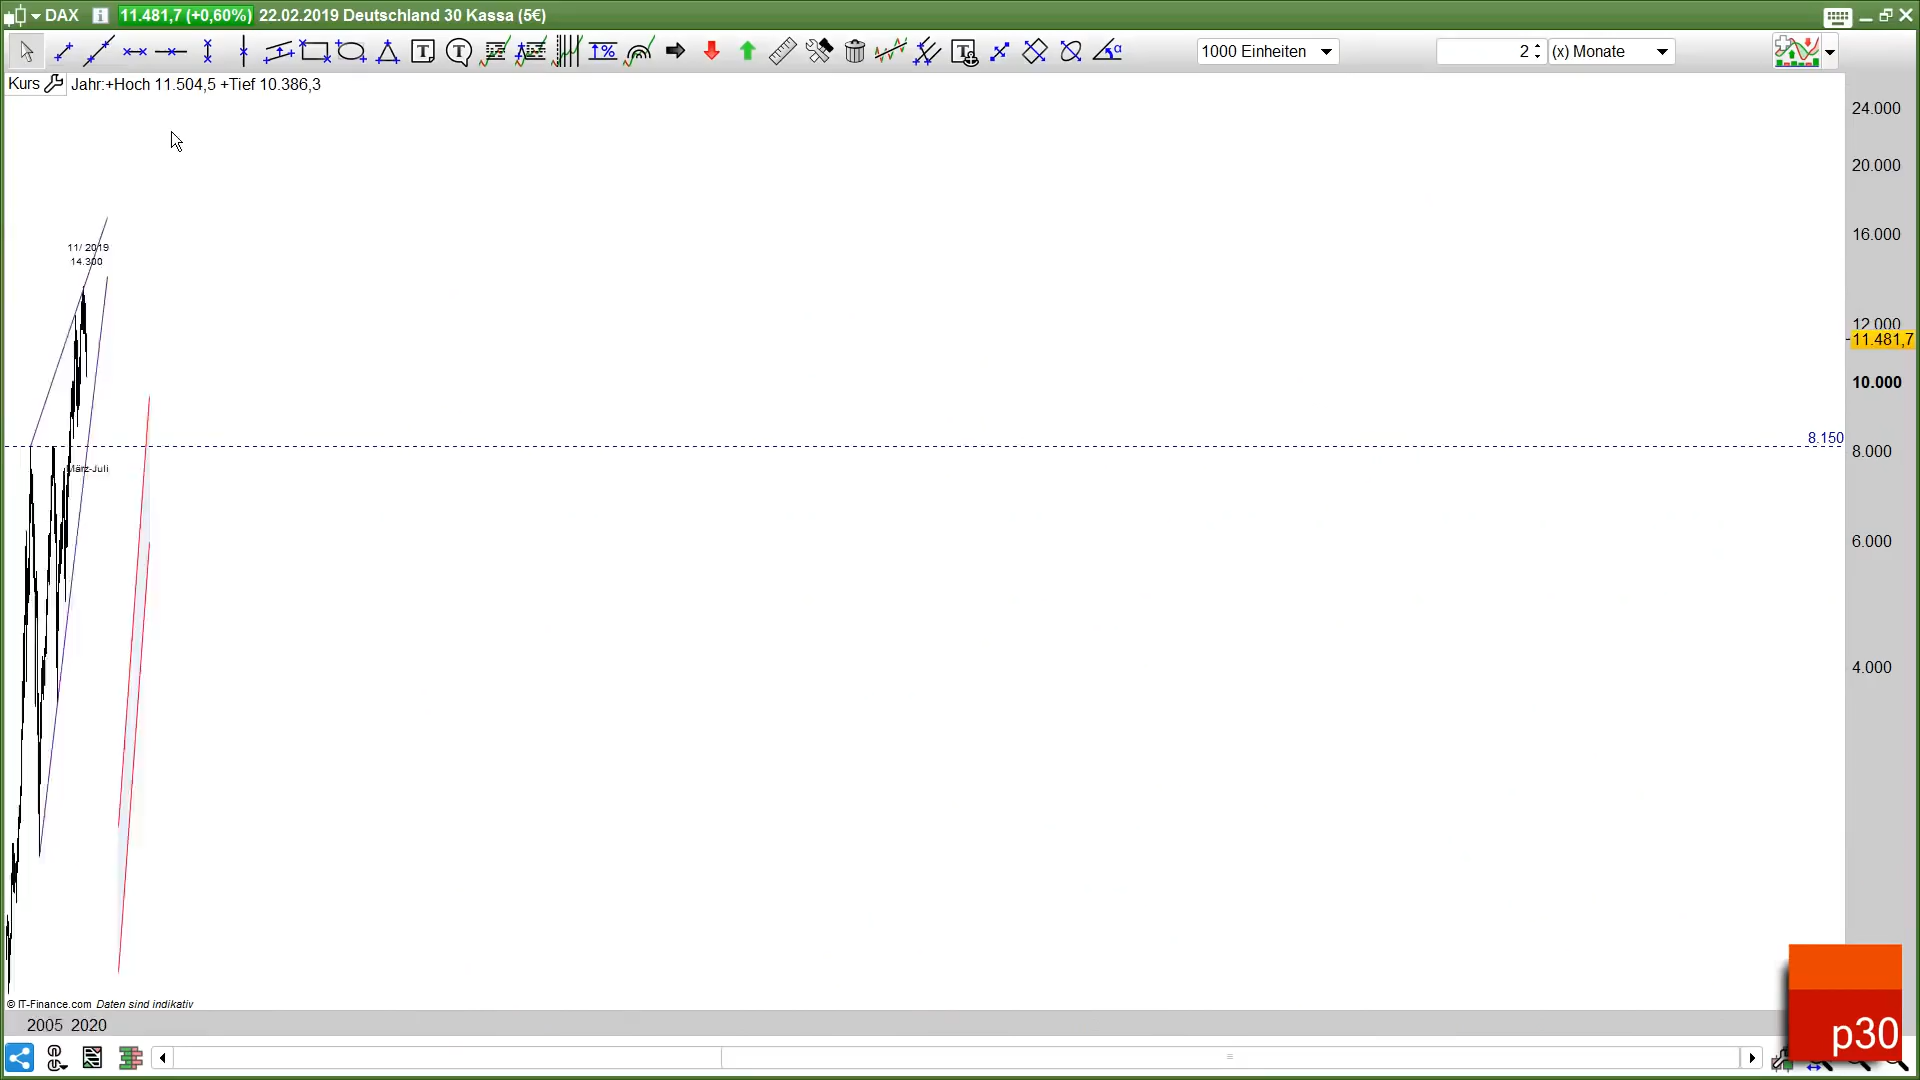 DAX 11.481,7 (+0,60%) 22.02.2019 Deutschland 30 Kassa (5€)
1000 Einheiten 2 (x) Monate
Kurs Jahr:+Hoch 11.504,5 +Tief 10.386,3
24.000
20.000
11/ 2019
16.000
14.300
12.000
11.481,7
10.000
8.150
8.000
März-Juli
6.000
4.000
© IT-Finance.com Daten sind indikativ
2005 2020
p30